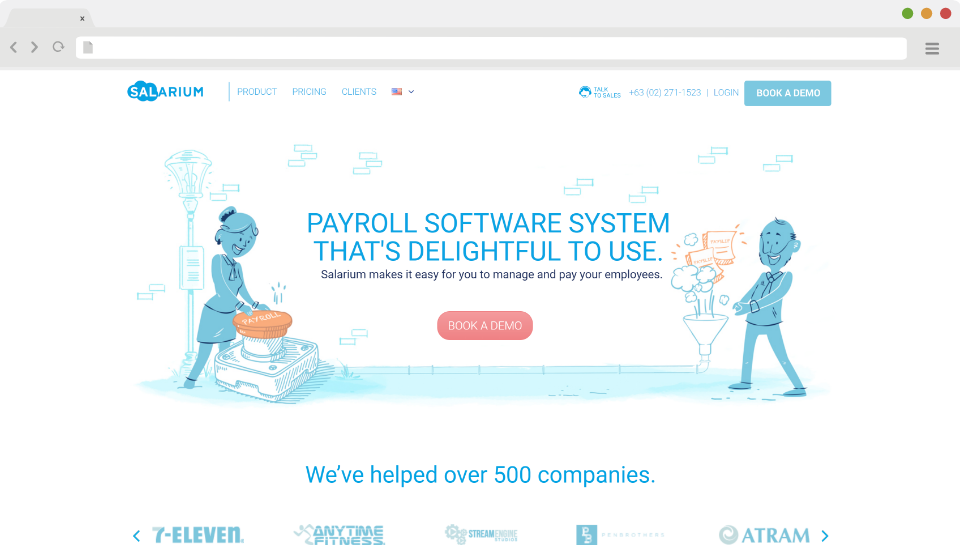 x
SALARIUM
PRODUCT PRICING CLIENTS
TALK
TO SALES
+63 (02) 271-1523 | LOGIN
BOOK A DEMO
PAYROLL SOFTWARE SYSTEM
THAT'S DELIGHTFUL TO USE.
Salarium makes it easy for you to manage and pay your employees.
PAYSLIP
PAYSLIP
PAYROLL
BOOK A DEMO
We’ve helped over 500 companies.
7-ELEVEN.
ANYTIME
FITNESS.
STREAMENGINE
STUDIOS
PB PENBROTHERS
ATRAM